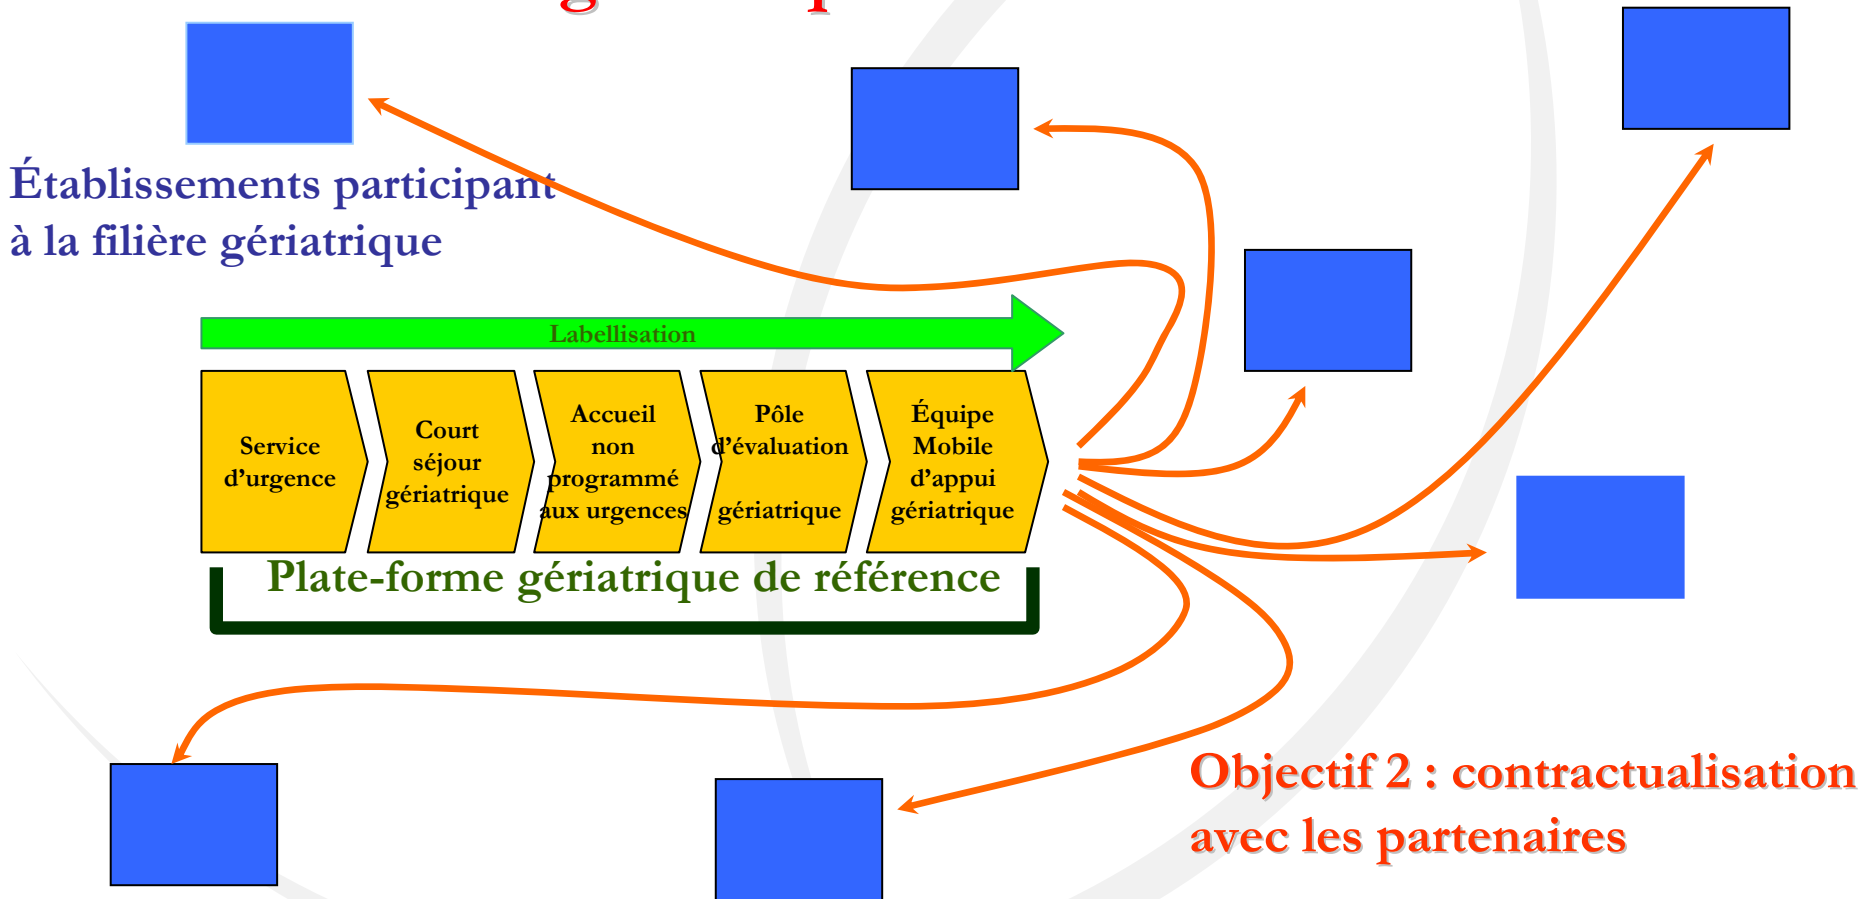 Établissements participant
à la filière gériatrique
Labellisation
Service
d’urgence
Court
séjour
gériatrique
Accueil
non
programmé
aux urgences
Pôle
d’évaluation
gériatrique
Équipe
Mobile
d’appui
gériatrique
Plate-forme gériatrique de référence
Objectif 2 : contractualisation
avec les partenaires